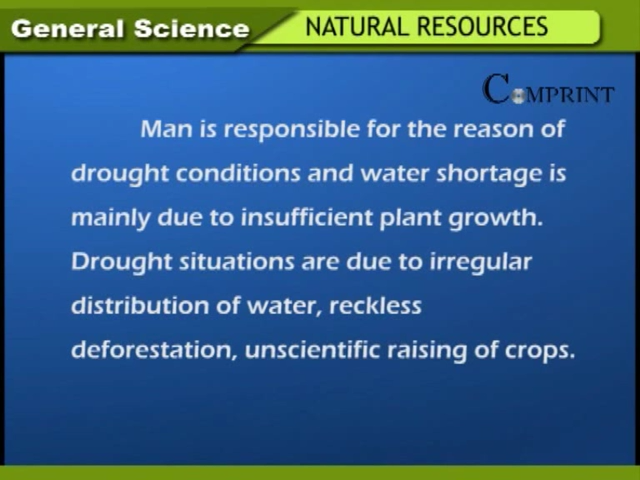 General Science
NATURAL RESOURCES
COMPRINT
Man is responsible for the reason of
drought conditions and water shortage is
mainly due to insufficient plant growth.
Drought situations are due to irregular
distribution of water, reckless
deforestation, unscientific raising of crops.